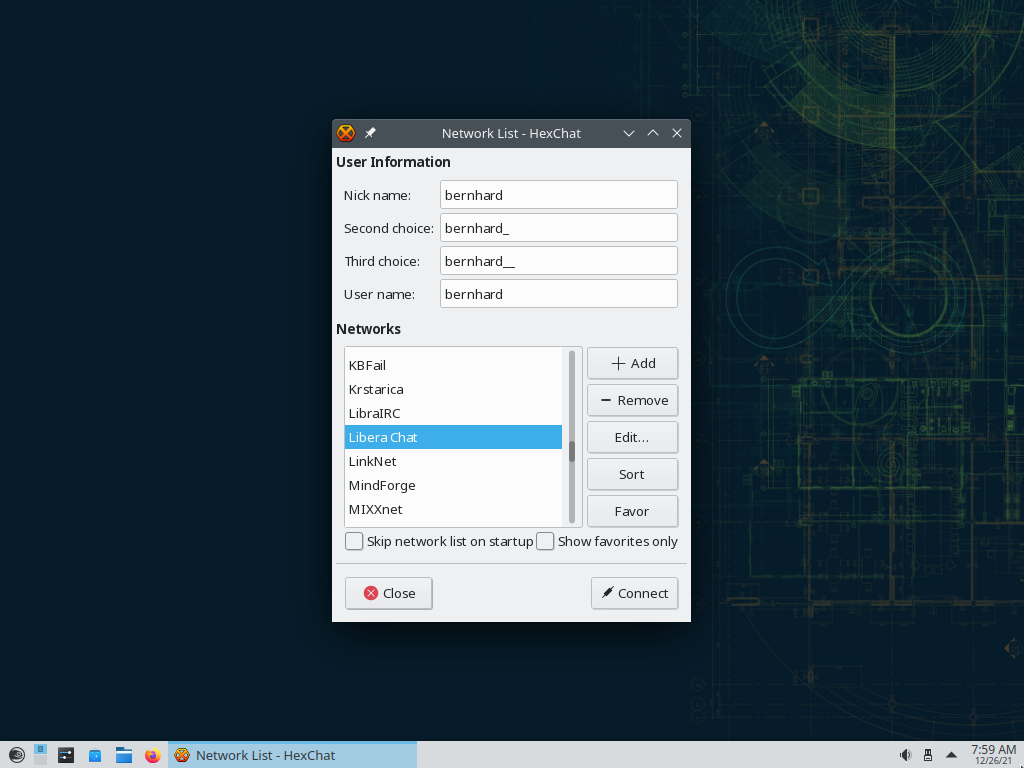 Network List - HexChat
User Information
Nick name: bernhard
Second choice: bernhard_
Third choice: bernhard__
User name: bernhard
Networks
KBFail
Krstarica
LibraIRC
Libera Chat
LinkNet
MindForge
MIXXnet
Add
Remove
Edit...
Sort
Favor
Skip network list on startup Show favorites only
Close Connect
Network List - HexChat
7:59 AM
12/26/21